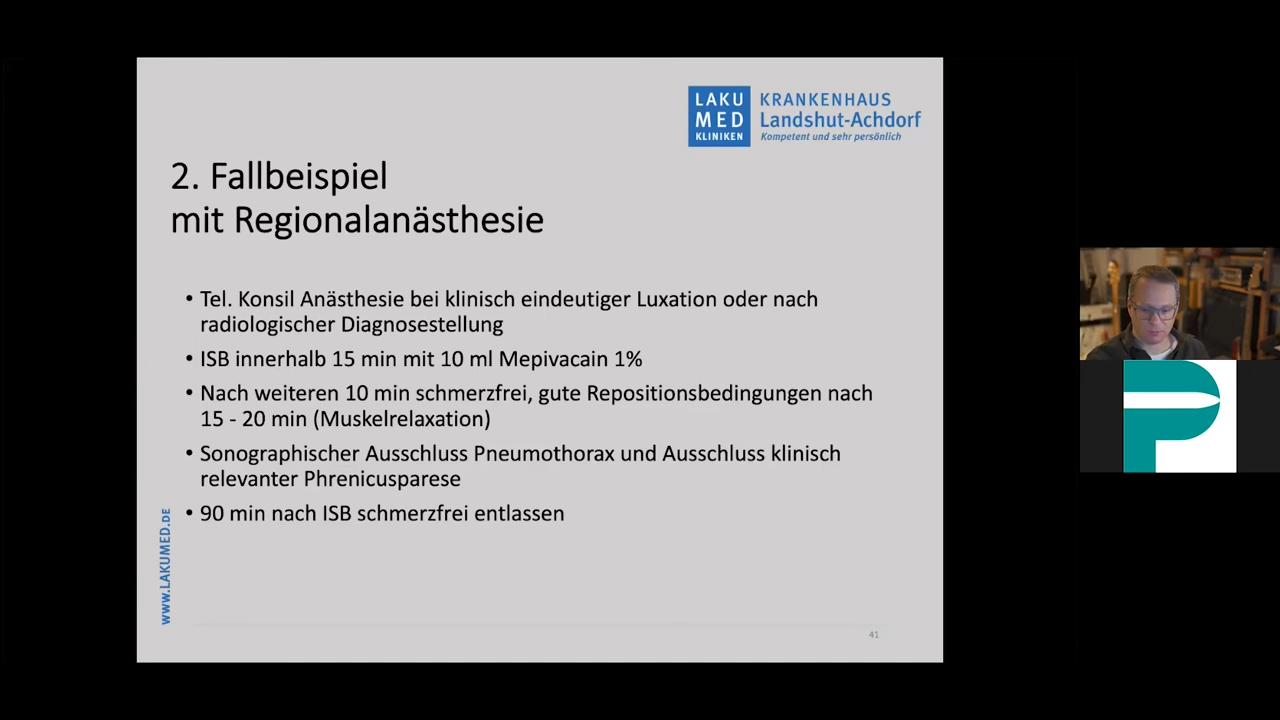 LAKU
MED
KLINIKEN
KRANKENHAUS
Landshut-Achdorf
Kompetent und sehr persönlich
2. Fallbeispiel
mit Regionalanästhesie
• Tel. Konsil Anästhesie bei klinisch eindeutiger Luxation oder nach
radiologischer Diagnosestellung
• ISB innerhalb 15 min mit 10 ml Mepivacain 1%
• Nach weiteren 10 min schmerzfrei, gute Repositionsbedingungen nach
15 - 20 min (Muskelrelaxation)
• Sonographischer Ausschluss Pneumothorax und Ausschluss klinisch
relevanter Phrenicusparese
• 90 min nach ISB schmerzfrei entlassen
WWW.LAKUMED.DE
41
P